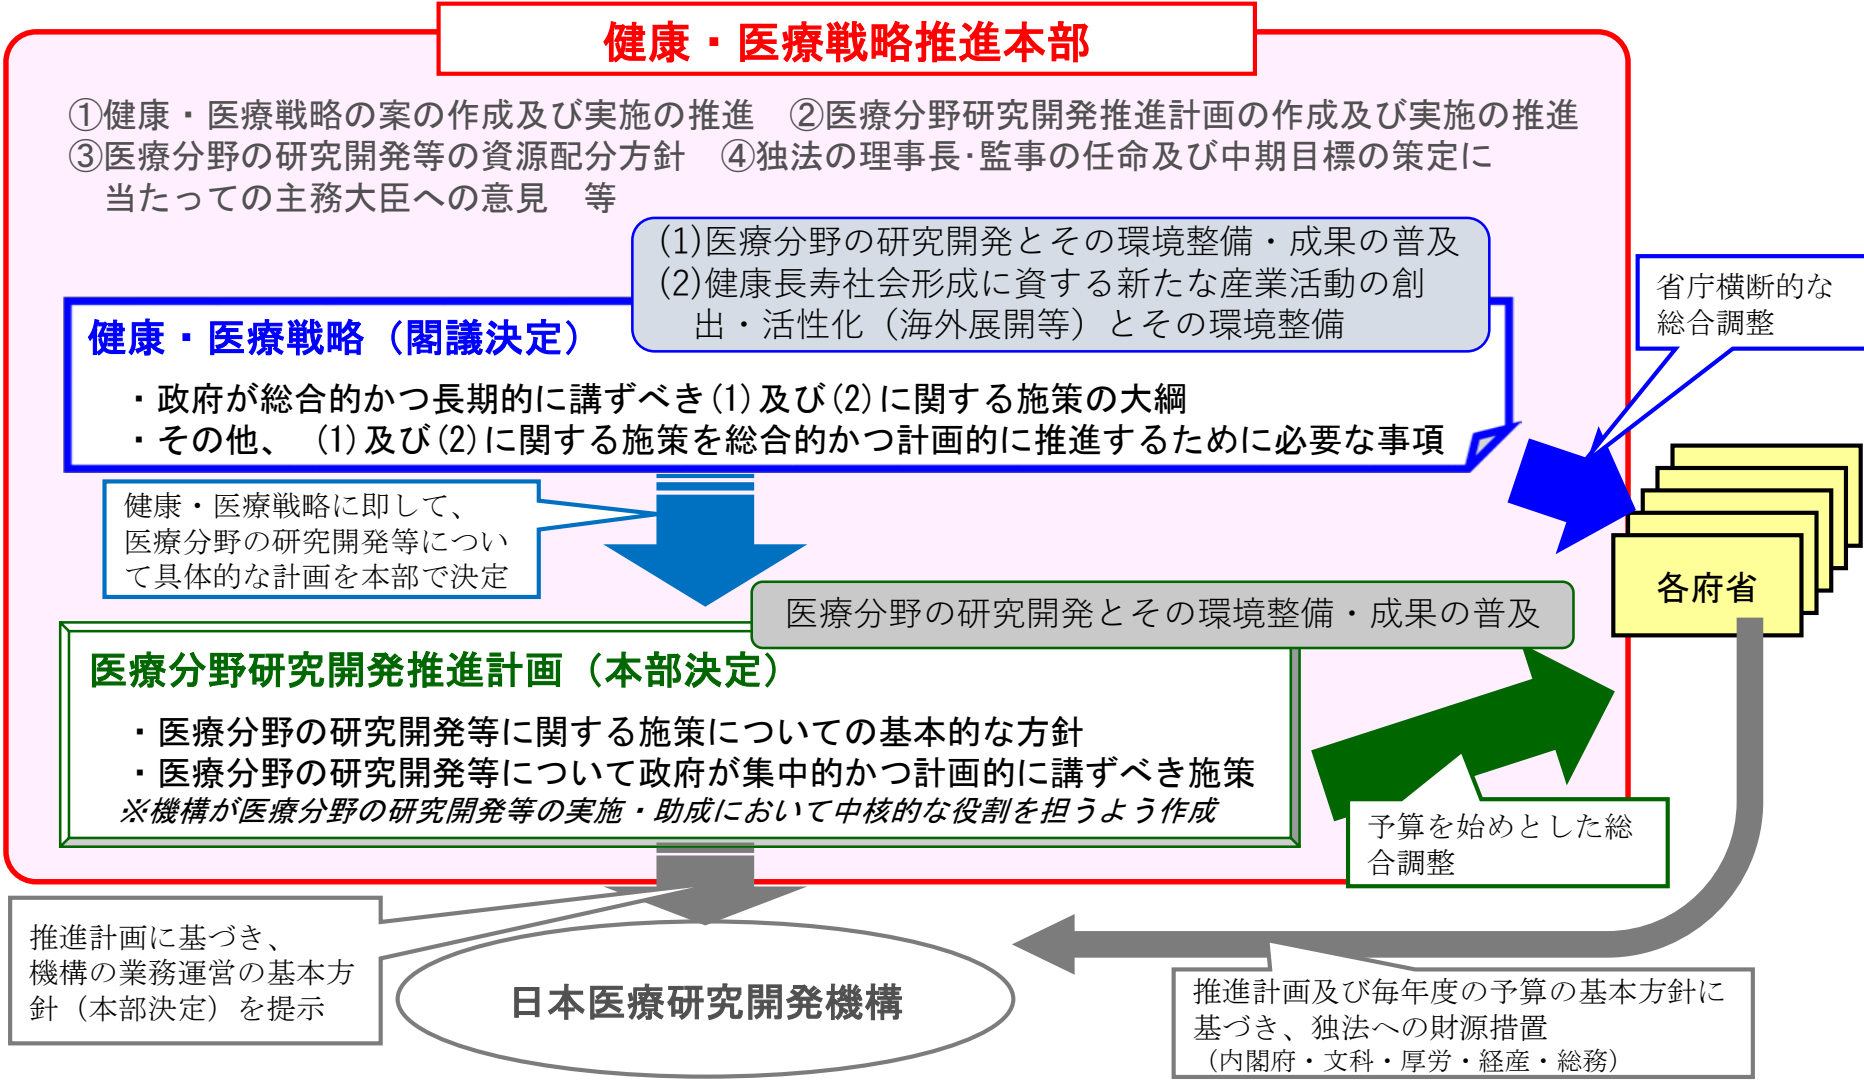 健康・医療戦略推進本部
①健康・医療戦略の案の作成及び実施の推進　②医療分野研究開発推進計画の作成及び実施の推進
③医療分野の研究開発等の資源配分方針　④独法の理事長・監事の任命及び中期目標の策定に
当たっての主務大臣への意見　等
(1)医療分野の研究開発とその環境整備・成果の普及
(2)健康長寿社会形成に資する新たな産業活動の創
出・活性化（海外展開等）とその環境整備
省庁横断的な
総合調整
健康・医療戦略（閣議決定）
・政府が総合的かつ長期的に講ずべき(1)及び(2)に関する施策の大綱
・その他、 (1)及び(2)に関する施策を総合的かつ計画的に推進するために必要な事項
健康・医療戦略に即して、
医療分野の研究開発等につい
て具体的な計画を本部で決定
各府省
医療分野の研究開発とその環境整備・成果の普及
医療分野研究開発推進計画（本部決定）
・医療分野の研究開発等に関する施策についての基本的な方針
・医療分野の研究開発等について政府が集中的かつ計画的に講ずべき施策
※機構が医療分野の研究開発等の実施・助成において中核的な役割を担うよう作成
予算を始めとした総
合調整
推進計画に基づき、
機構の業務運営の基本方
針（本部決定）を提示
日本医療研究開発機構
推進計画及び毎年度の予算の基本方針に
基づき、独法への財源措置
（内閣府・文科・厚労・経産・総務）